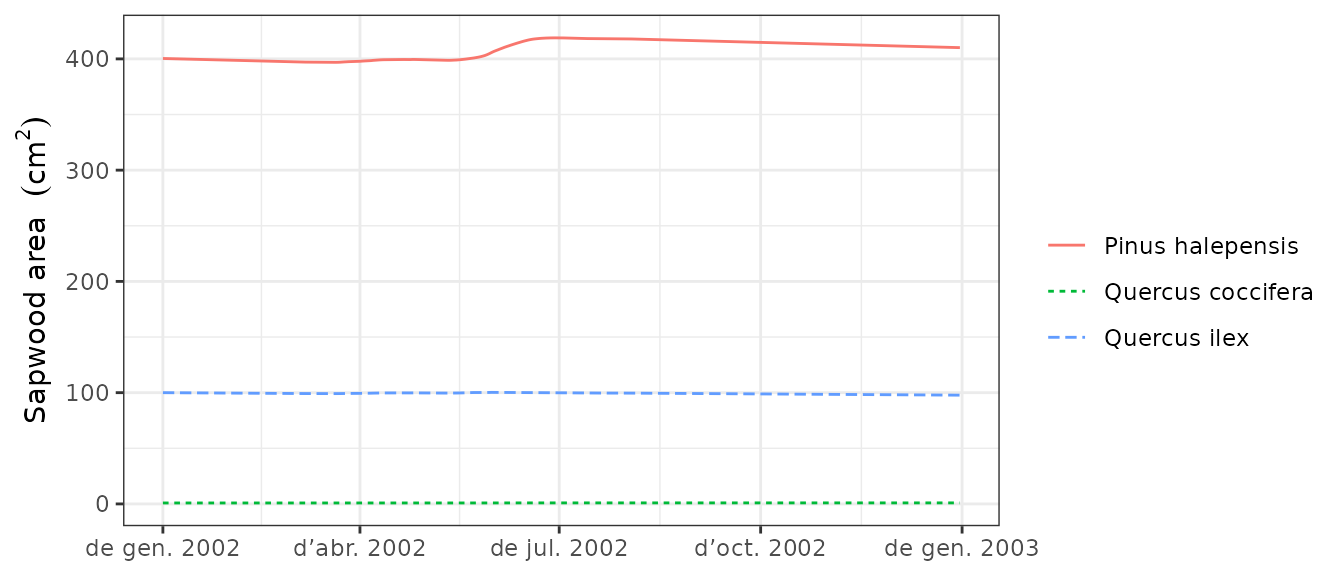 Sapwood area (cm²)
400
300
200
100
0
de gen. 2002
d’abr. 2002
de jul. 2002
d’oct. 2002
de gen. 2003
Pinus halepensis
Quercus coccifera
Quercus ilex